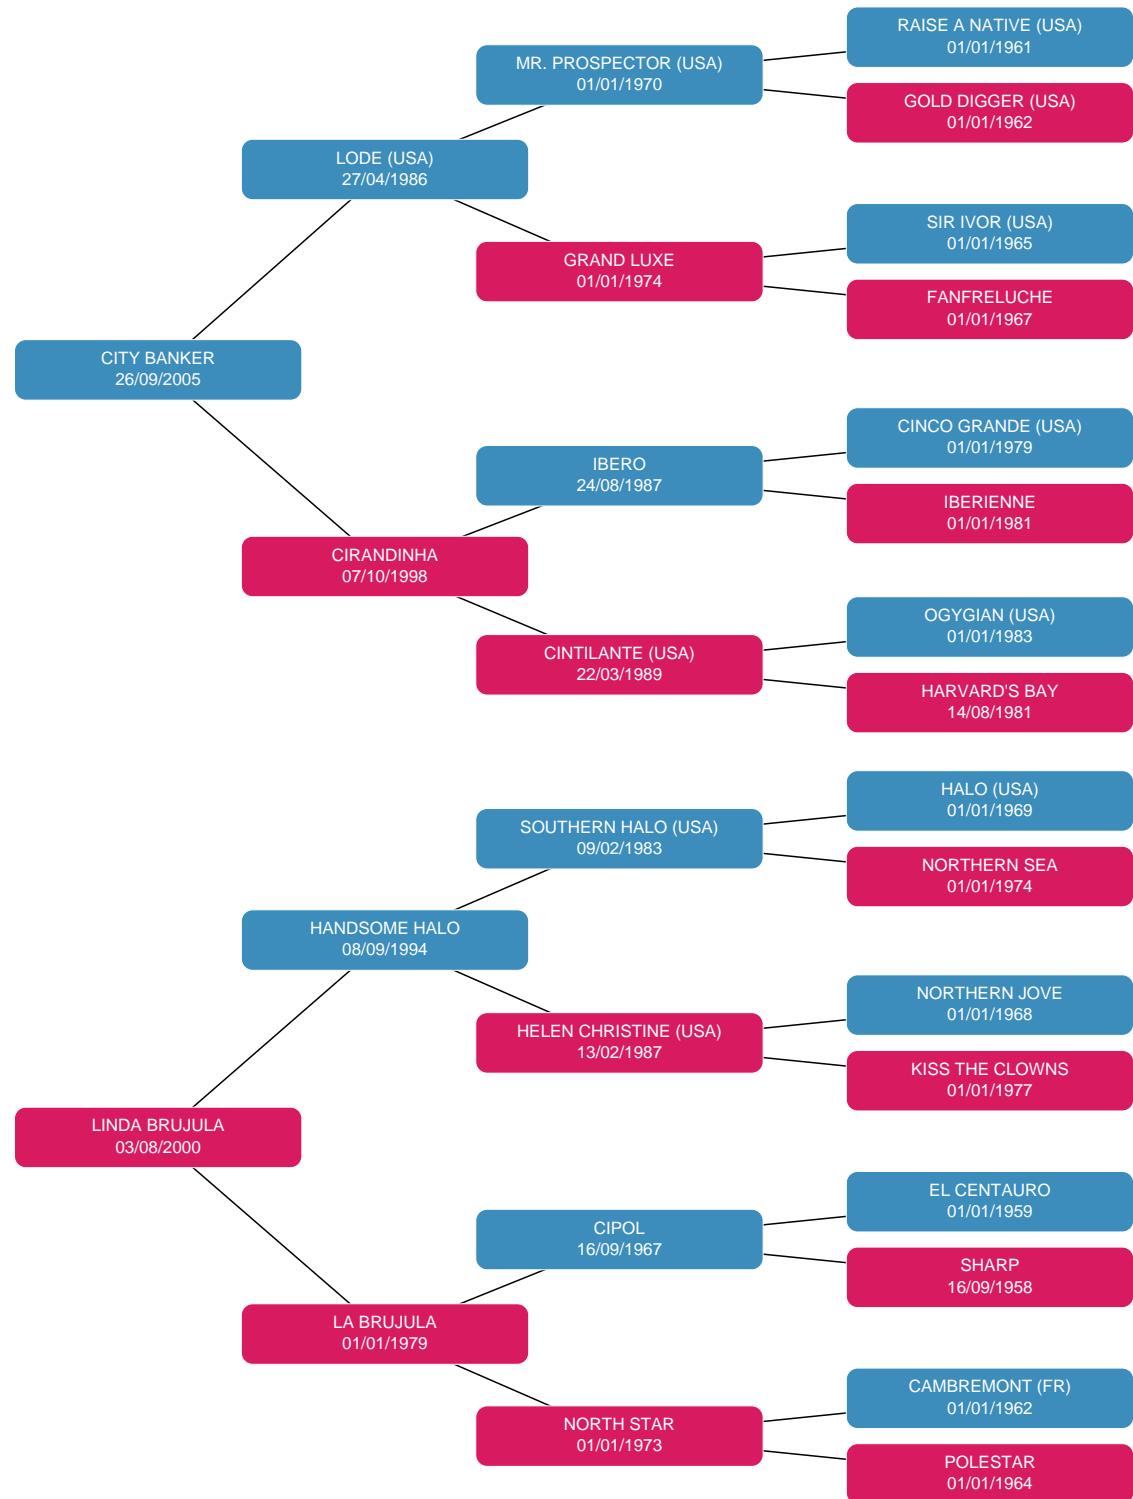 RAISE A NATIVE (USA)
01/01/1961
MR. PROSPECTOR (USA)
01/01/1970
GOLD DIGGER (USA)
01/01/1962
LODE (USA)
27/04/1986
SIR IVOR (USA)
01/01/1965
GRAND LUXE
01/01/1974
FANFRELUCHE
01/01/1967
CITY BANKER
26/09/2005
CINCO GRANDE (USA)
01/01/1979
IBERO
24/08/1987
IBERIENNE
01/01/1981
CIRANDINHA
07/10/1998
OGYGIAN (USA)
01/01/1983
CINTILANTE (USA)
22/03/1989
HARVARD'S BAY
14/08/1981
HALO (USA)
01/01/1969
SOUTHERN HALO (USA)
09/02/1983
NORTHERN SEA
01/01/1974
HANDSOME HALO
08/09/1994
NORTHERN JOVE
01/01/1968
HELEN CHRISTINE (USA)
13/02/1987
KISS THE CLOWNS
01/01/1977
LINDA BRUJULA
03/08/2000
EL CENTAURO
01/01/1959
CIPOL
16/09/1967
SHARP
16/09/1958
LA BRUJULA
01/01/1979
CAMBREMONT (FR)
01/01/1962
NORTH STAR
01/01/1973
POLESTAR
01/01/1964